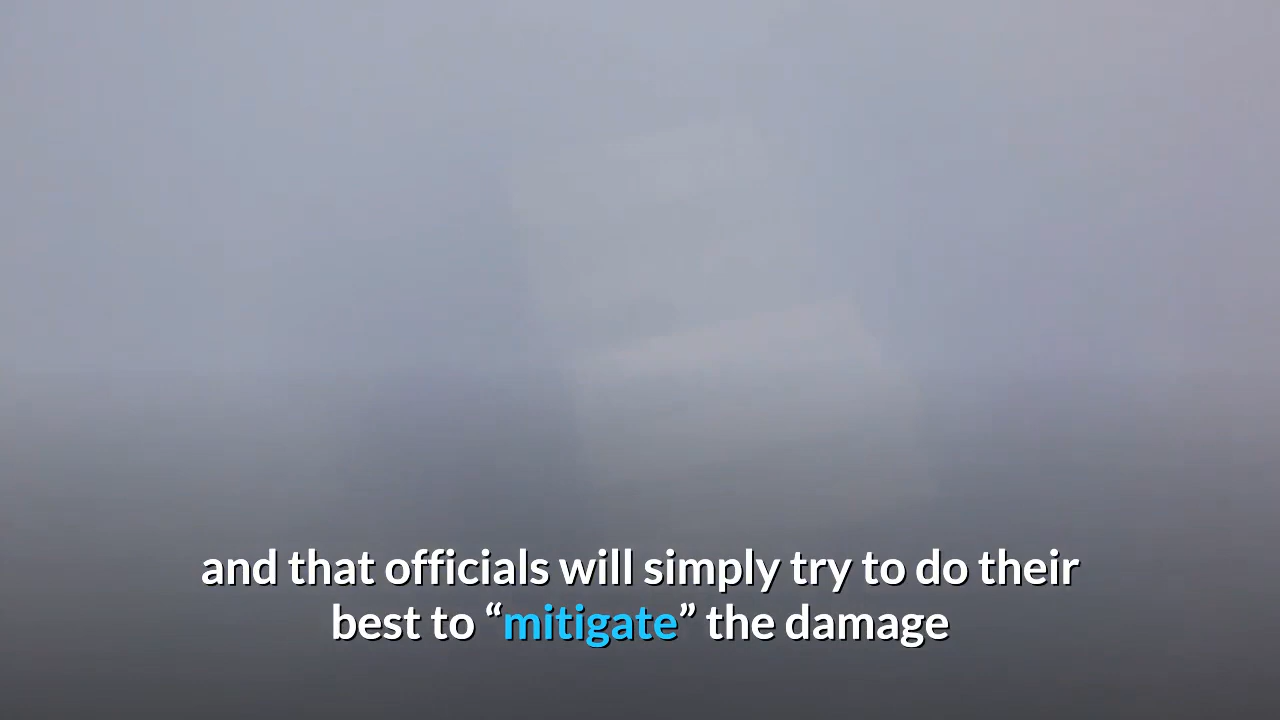 and that officials will simply try to do their
best to “mitigate” the damage